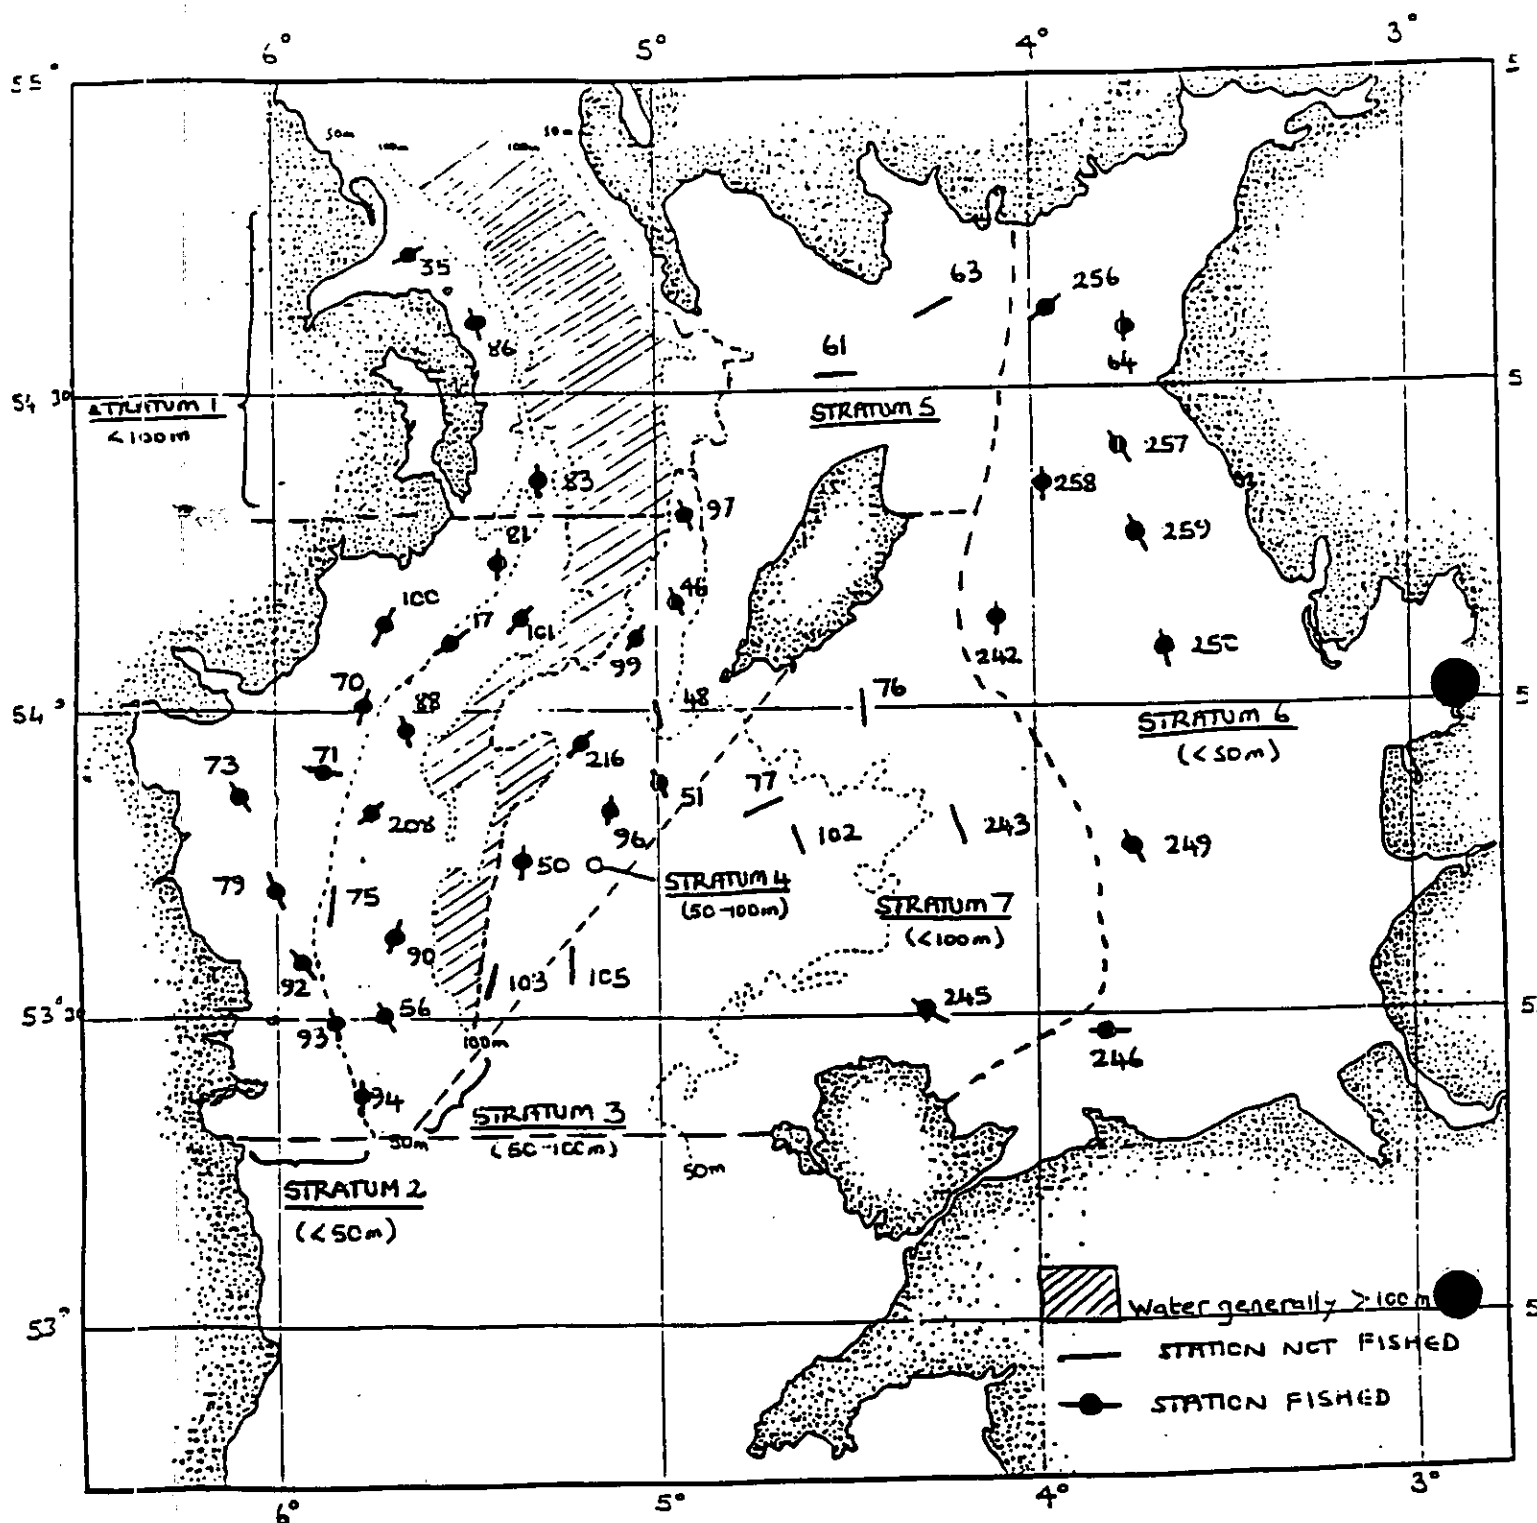 6° 5° 4° 3°
55° 5
50m 50m
100m 100m
35
63 256
86
61 64
54°30 5
STRATUM 1
<100m
STRATUM 5
257
83 258
97
81 259
46
100 17 101
99 242
70 88 48 76
54° 5
STRATUM 6
(<50m)
73 71 216
77 51
208 96 102 243 249
79 50
STRATUM 4
(50-100m)
75
STRATUM 7
(<100m)
90
92 103 105
56 245
53°30 93 5
100m 246
94
STRATUM 3
(50-100m)
50m 50m
STRATUM 2
(<50m)
Water generally >100m
53° 5
STATION NOT FISHED
STATION FISHED
6° 5° 4° 3°